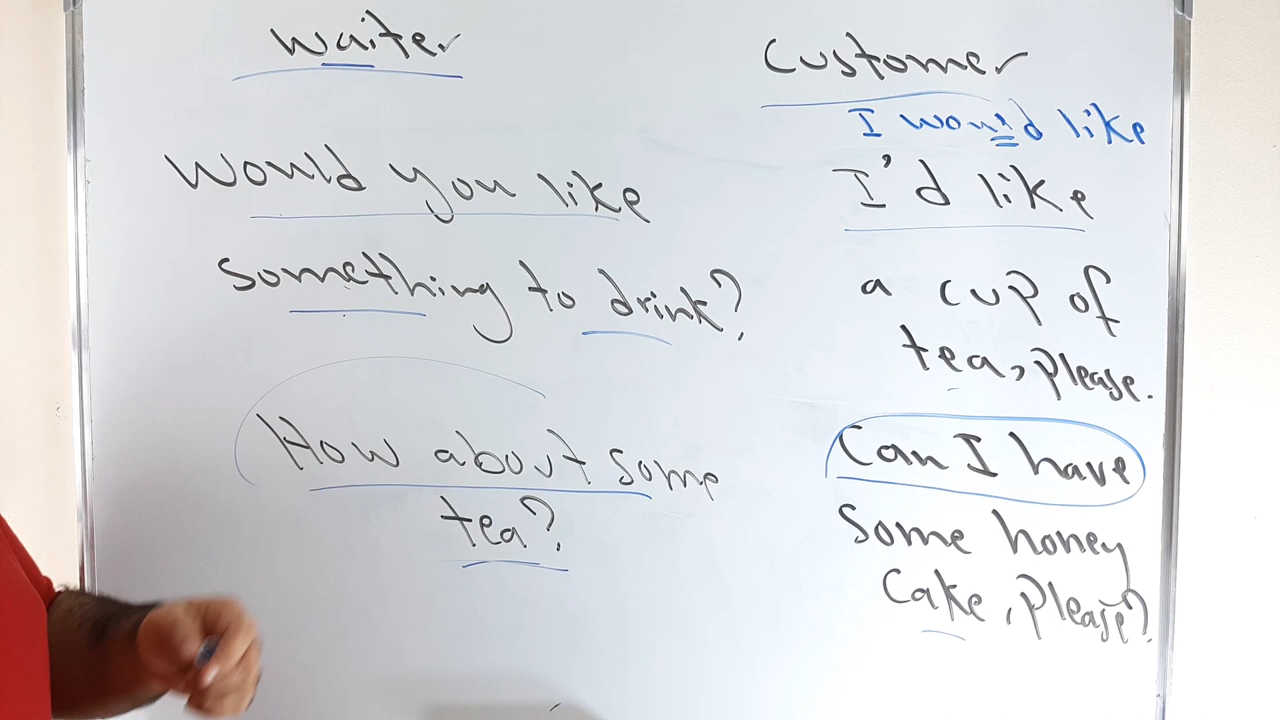 Waiter
Would you like
something to drink?
How about some
tea?
Customer
I would like
I'd like
a cup of
tea, please.
Can I have
some honey
Cake, please?